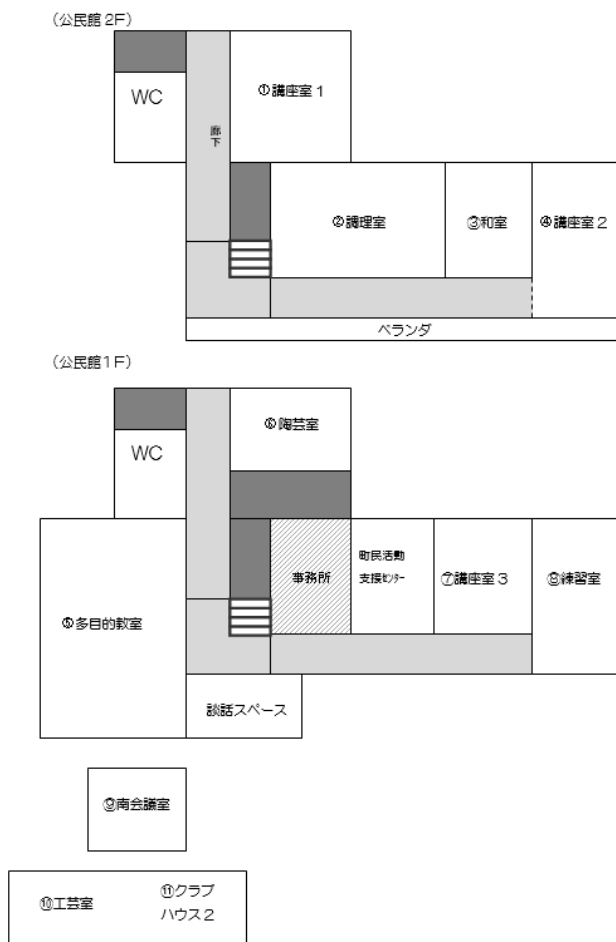 （公民館２F）
WC
①講座室１
廊下
②調理室
③和室
④講座室２
ベランダ
（公民館１F）
⑥陶芸室
WC
⑤多目的教室
事務所
町民活動
支援ｾﾝﾀｰ
⑦講座室３
⑧練習室
談話スペース
⑨南会議室
⑩工芸室
⑪クラブ
ハウス２